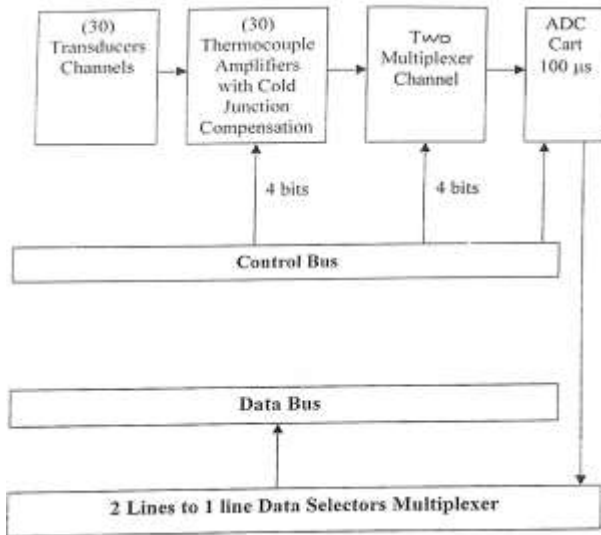 (30)
Transducers
Channels
(30)
Thermocouple
Amplifiers
with Cold
Junction
Compensation
Two
Multiplexer
Channel
ADC
Cart
100 µs
4 bits
4 bits
Control Bus
Data Bus
2 Lines to 1 line Data Selectors Multiplexer